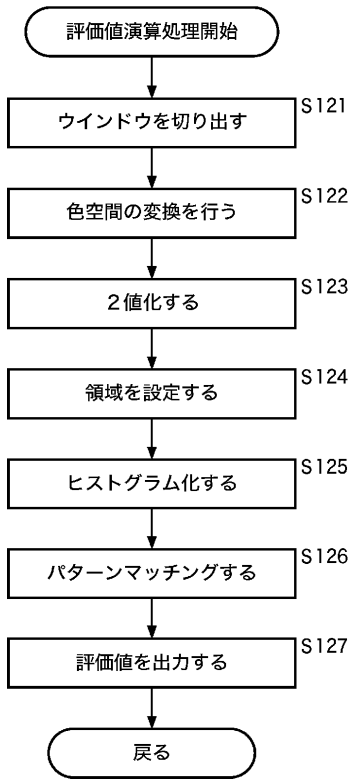 評価値演算処理開始
S121
ウインドウを切り出す
S122
色空間の変換を行う
S123
２値化する
S124
領域を設定する
S125
ヒストグラム化する
S126
パターンマッチングする
S127
評価値を出力する
戻る